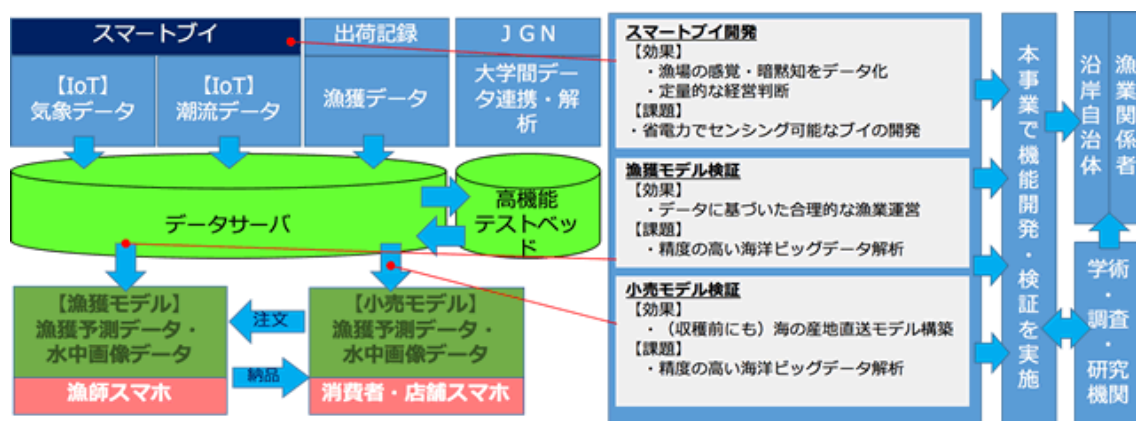 スマートブイ
出荷記録
JGN
【IoT】
気象データ
【IoT】
潮流データ
漁獲データ
大学間デー
タ連携・解
析
データサーバ
高機能
テストベッ
ド
【漁獲モデル】
漁獲予測データ・
水中画像データ
漁師スマホ
注文
納品
【小売モデル】
漁獲予測データ・
水中画像データ
消費者・店舗スマホ
スマートブイ開発
【効果】
・漁場の感覚・暗黙知をデータ化
・定量的な経営判断
【課題】
・省電力でセンシング可能なブイの開発
漁獲モデル検証
【効果】
・データに基づいた合理的な漁業運営
【課題】
・精度の高い海洋ビッグデータ解析
小売モデル検証
【効果】
・（収穫前にも）海の産地直送モデル構築
【課題】
・精度の高い海洋ビッグデータ解析
本事業で機能開発・検証を実施
漁業関係者
沿岸自治体
学術
・
調査
・
研究
機関